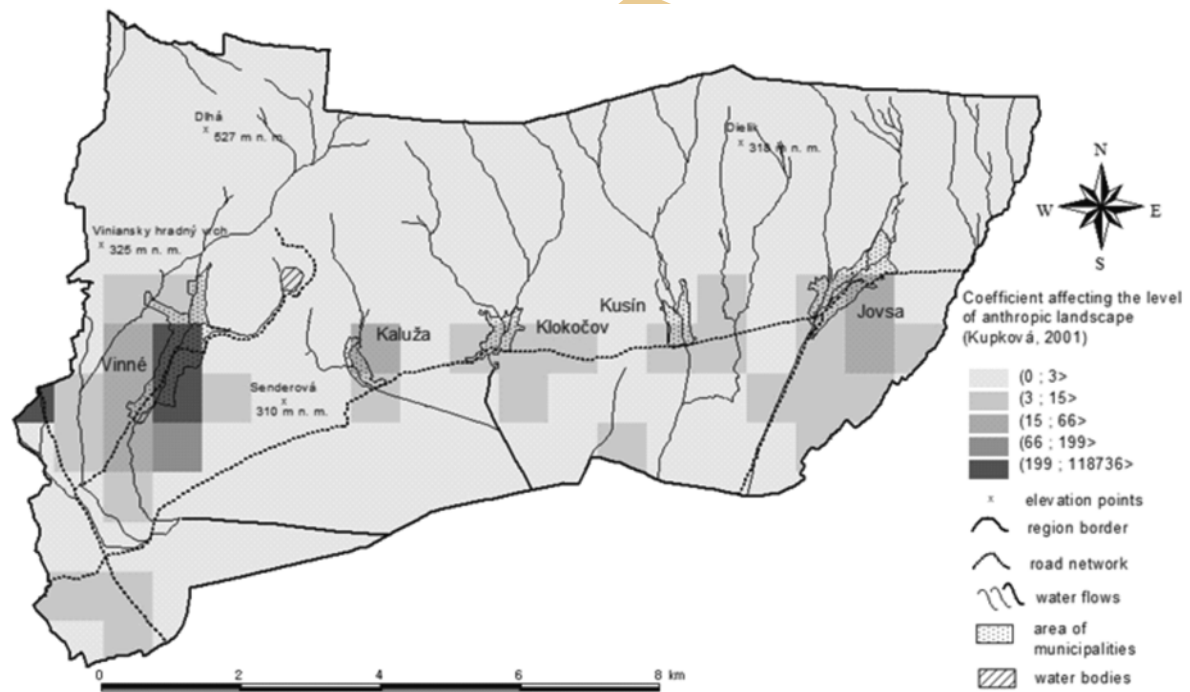 Dlhá
x 527 m n. m.
Dielik
x 318 m n. m.
N
W E
S
Viniansky hradný vrch
x 325 m n. m.
Vinné
Kaluža
Klokočov
Kusín
Jovsa
Senderová
x
310 m n. m.
Coefficient affecting the level
of anthropic landscape
(Kupková, 2001)
(0 ; 3>
(3 ; 15>
(15 ; 66>
(66 ; 199>
(199 ; 118736>
x elevation points
region border
road network
water flows
area of
municipalities
water bodies
0 2 4 6 8 km